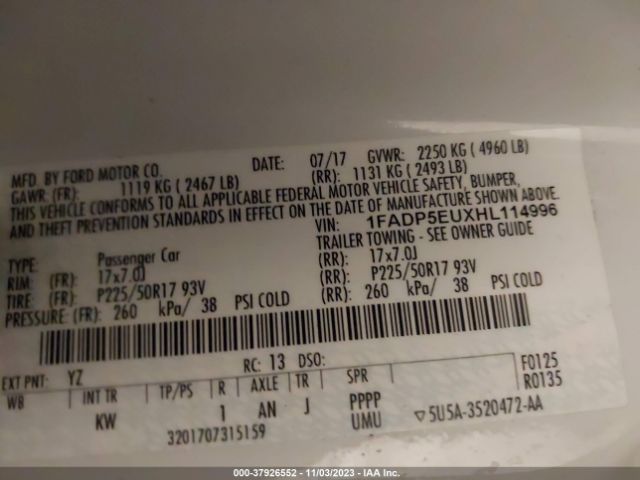 MFD. BY FORD MOTOR CO.
DATE: 07/17 GVWR: 2250 KG ( 4960 LB)
GAWR: (FR): 1119 KG ( 2467 LB) (RR): 1131 KG ( 2493 LB)
THIS VEHICLE CONFORMS TO ALL APPLICABLE FEDERAL MOTOR VEHICLE SAFETY, BUMPER,
AND THEFT PREVENTION STANDARDS IN EFFECT ON THE DATE OF MANUFACTURE SHOWN ABOVE.
VIN: 1FADP5EUXHL114996
TYPE: Passenger Car TRAILER TOWING - SEE OWNER GUIDE
RIM: (FR): 17x7.0J (RR): 17x7.0J
TIRE: (FR): P225/50R17 93V (RR): P225/50R17 93V
PRESSURE: (FR): 260 kPa/ 38 PSI COLD (RR): 260 kPa/ 38 PSI COLD
EXT PNT: YZ RC: 13 DSO: F0125
R0135
WB INT TR TP/PS R AXLE TR SPR
KW 1 AN J PPPP
UMU ▽5U5A-3520472-AA
3201707315159
000-37926552 - 11/03/2023 - IAA Inc.